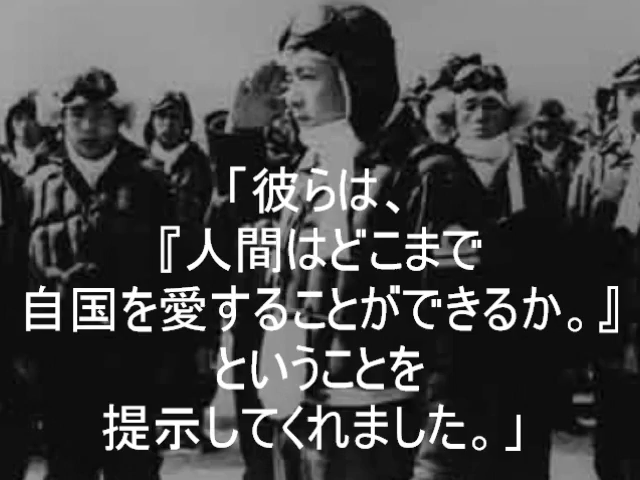 「彼らは、
『人間はどこまで
自国を愛することができるか。』
ということを
提示してくれました。」